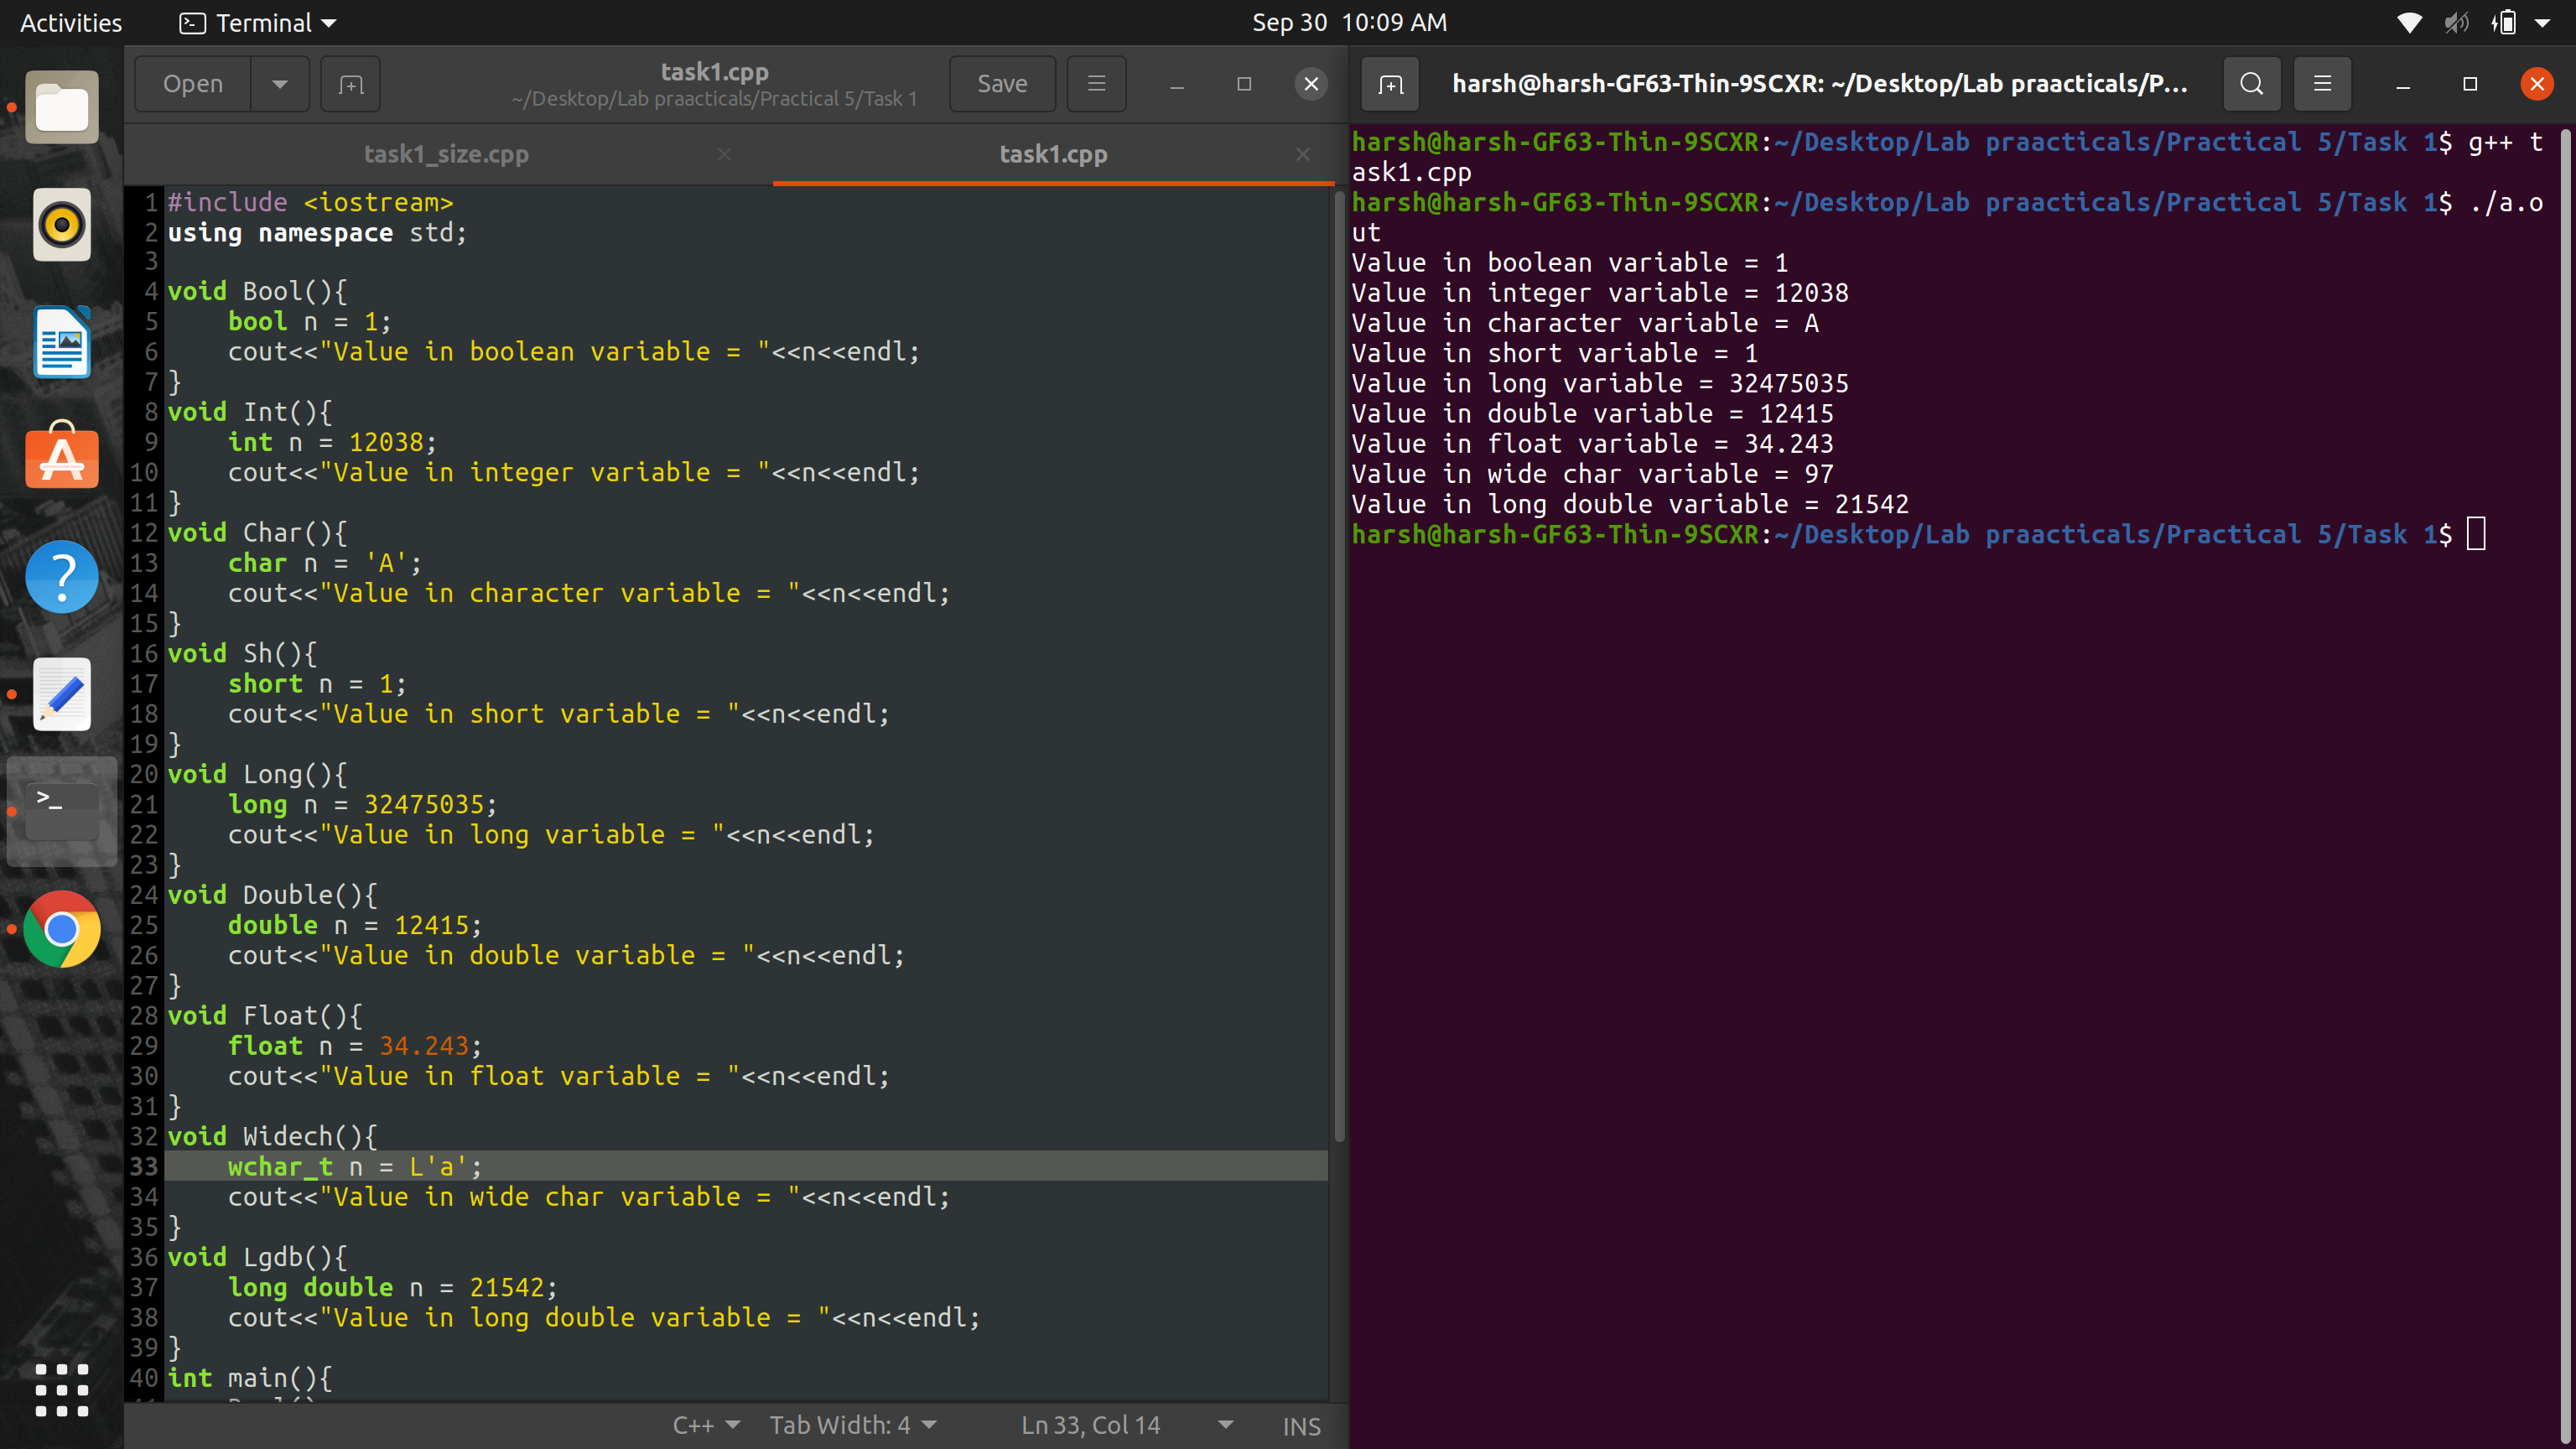 Activities Terminal Sep 30 10:09 AM
Open task1.cpp Save
~/Desktop/Lab praacticals/Practical 5/Task 1
task1_size.cpp task1.cpp
1 #include <iostream>
2 using namespace std;
3
4 void Bool(){
5     bool n = 1;
6     cout<<"Value in boolean variable = "<<n<<endl;
7 }
8 void Int(){
9     int n = 12038;
10     cout<<"Value in integer variable = "<<n<<endl;
11 }
12 void Char(){
13     char n = 'A';
14     cout<<"Value in character variable = "<<n<<endl;
15 }
16 void Sh(){
17     short n = 1;
18     cout<<"Value in short variable = "<<n<<endl;
19 }
20 void Long(){
21     long n = 32475035;
22     cout<<"Value in long variable = "<<n<<endl;
23 }
24 void Double(){
25     double n = 12415;
26     cout<<"Value in double variable = "<<n<<endl;
27 }
28 void Float(){
29     float n = 34.243;
30     cout<<"Value in float variable = "<<n<<endl;
31 }
32 void Widech(){
33     wchar_t n = L'a';
34     cout<<"Value in wide char variable = "<<n<<endl;
35 }
36 void Lgdb(){
37     long double n = 21542;
38     cout<<"Value in long double variable = "<<n<<endl;
39 }
40 int main(){
C++ Tab Width: 4 Ln 33, Col 14 INS
harsh@harsh-GF63-Thin-9SCXR: ~/Desktop/Lab praacticals/P...
harsh@harsh-GF63-Thin-9SCXR:~/Desktop/Lab praacticals/Practical 5/Task 1$ g++ t
ask1.cpp
harsh@harsh-GF63-Thin-9SCXR:~/Desktop/Lab praacticals/Practical 5/Task 1$ ./a.o
ut
Value in boolean variable = 1
Value in integer variable = 12038
Value in character variable = A
Value in short variable = 1
Value in long variable = 32475035
Value in double variable = 12415
Value in float variable = 34.243
Value in wide char variable = 97
Value in long double variable = 21542
harsh@harsh-GF63-Thin-9SCXR:~/Desktop/Lab praacticals/Practical 5/Task 1$